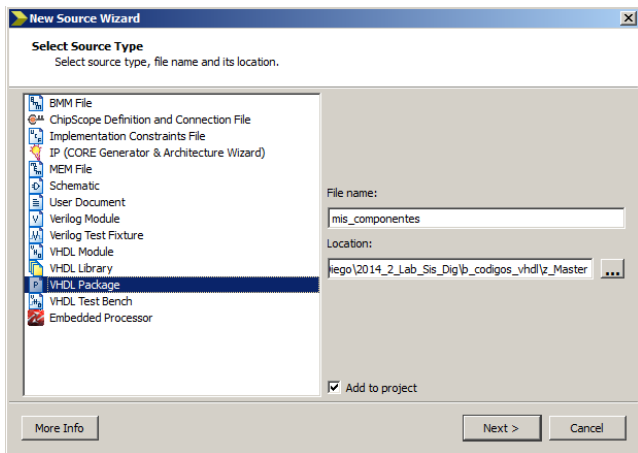 New Source Wizard
Select Source Type
Select source type, file name and its location.
BMM File
ChipScope Definition and Connection File
Implementation Constraints File
IP (CORE Generator & Architecture Wizard)
MEM File
Schematic
User Document
Verilog Module
Verilog Test Fixture
VHDL Module
VHDL Library
VHDL Package
VHDL Test Bench
Embedded Processor
File name:
mis_componentes
Location:
iego\2014_2_Lab_Sis_Dig\b_codigos_vhdl\z_Master
...
Add to project
More Info
Next >
Cancel